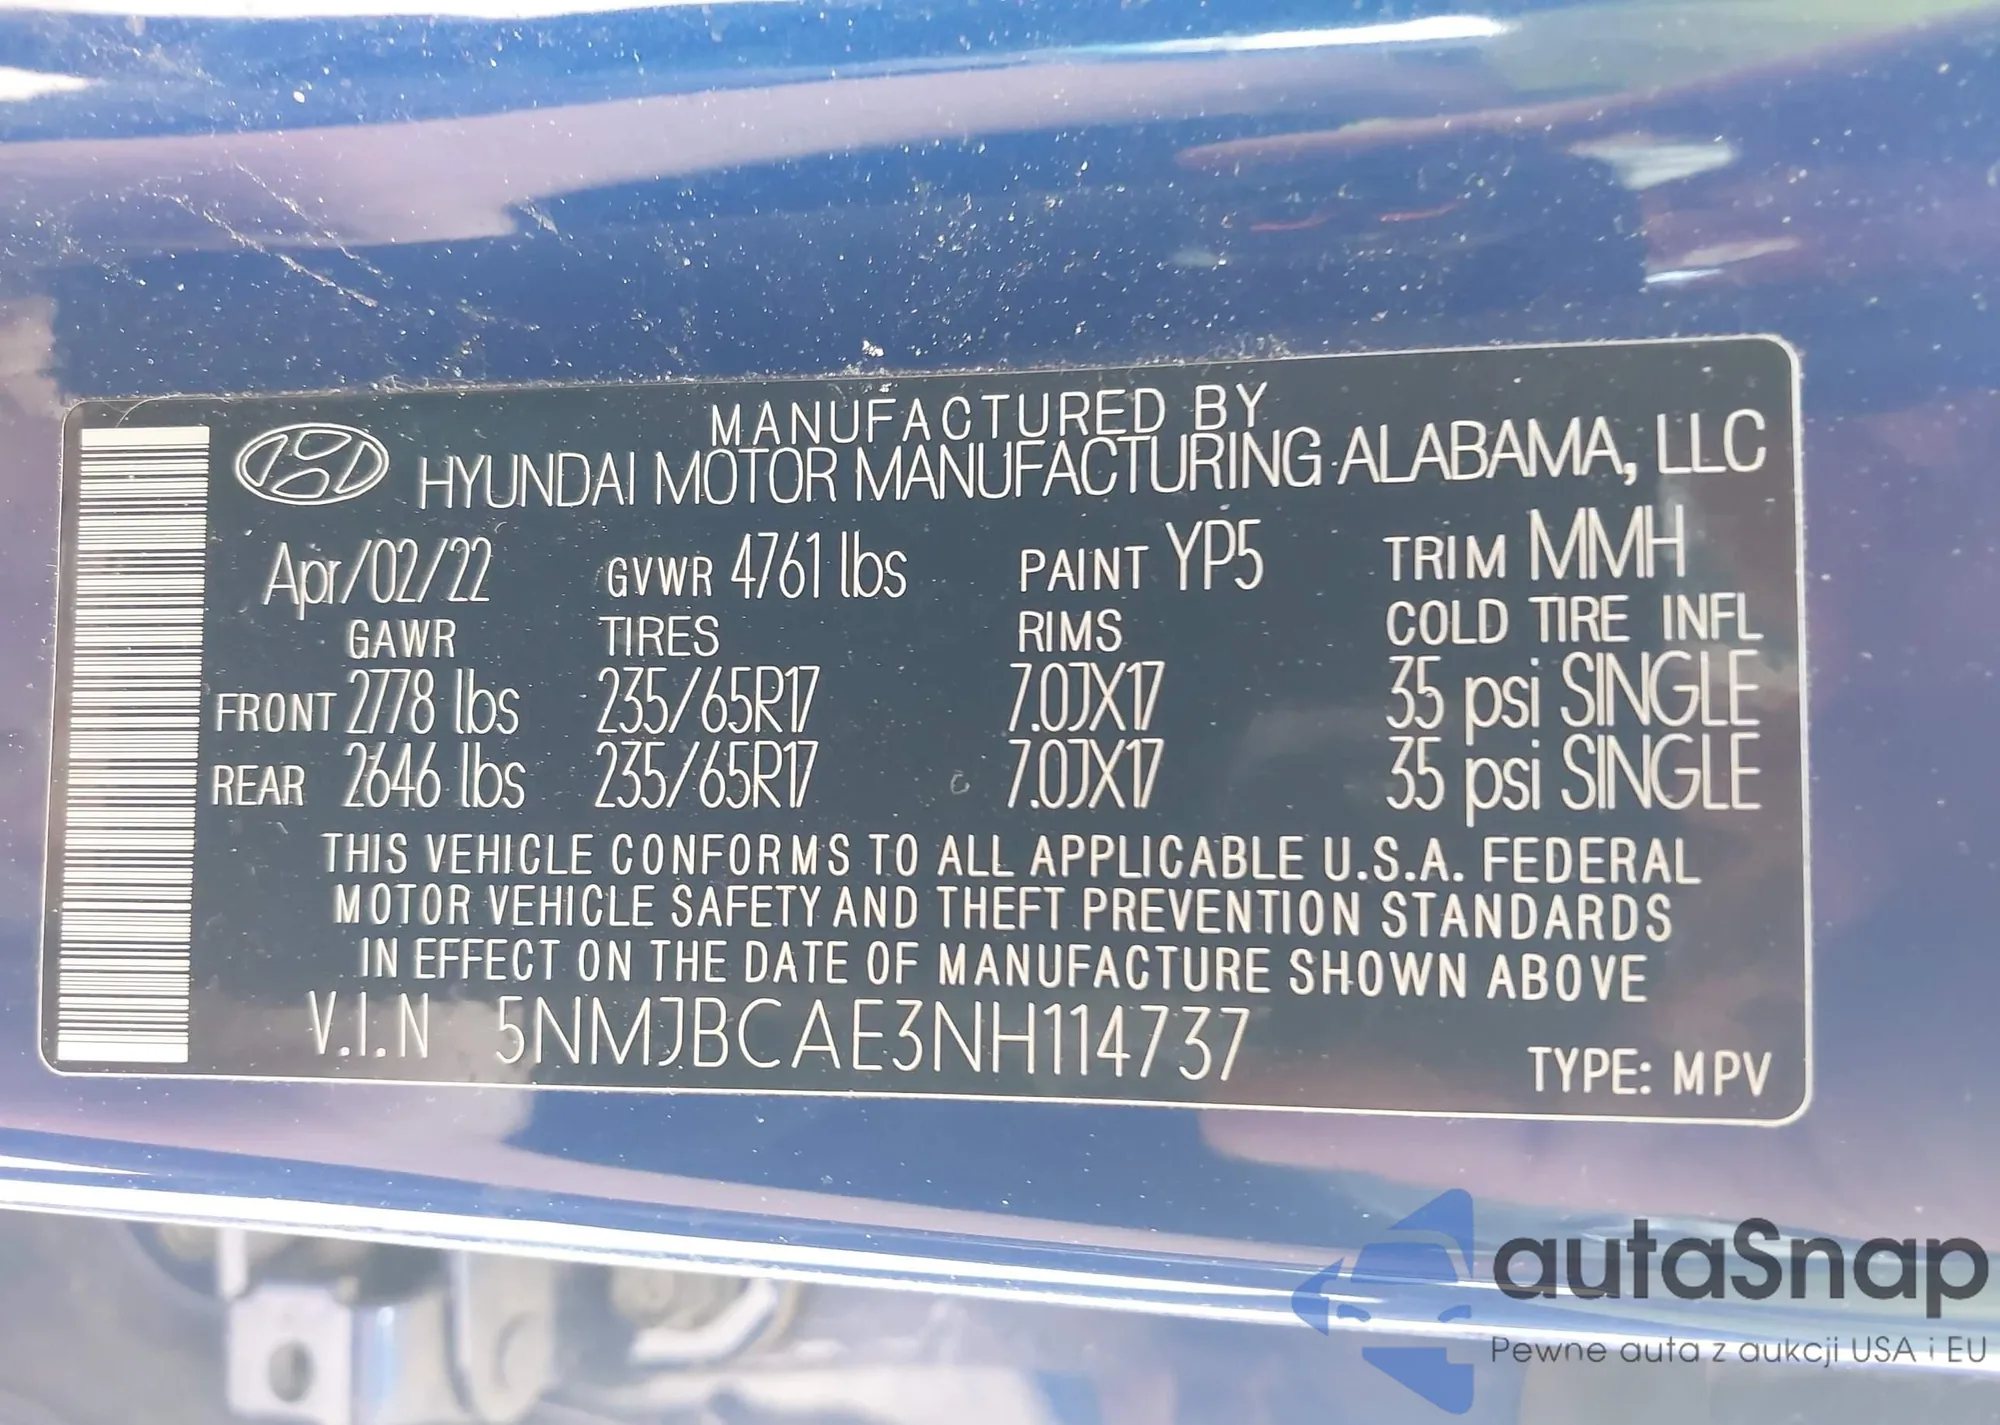 MANUFACTURED BY
HYUNDAI MOTOR MANUFACTURING ALABAMA, LLC
Apr/02/22 GVWR 4761 lbs PAINT YP5 TRIM MMH
GAWR TIRES RIMS COLD TIRE INFL
FRONT 2778 lbs 235/65R17 7.0JX17 35 psi SINGLE
REAR 2646 lbs 235/65R17 7.0JX17 35 psi SINGLE
THIS VEHICLE CONFORMS TO ALL APPLICABLE U.S.A. FEDERAL
MOTOR VEHICLE SAFETY AND THEFT PREVENTION STANDARDS
IN EFFECT ON THE DATE OF MANUFACTURE SHOWN ABOVE
V.I.N 5NMJBCAE3NH114737
TYPE: MPV
autaSnap
Pewne auta z aukcji USA i EU